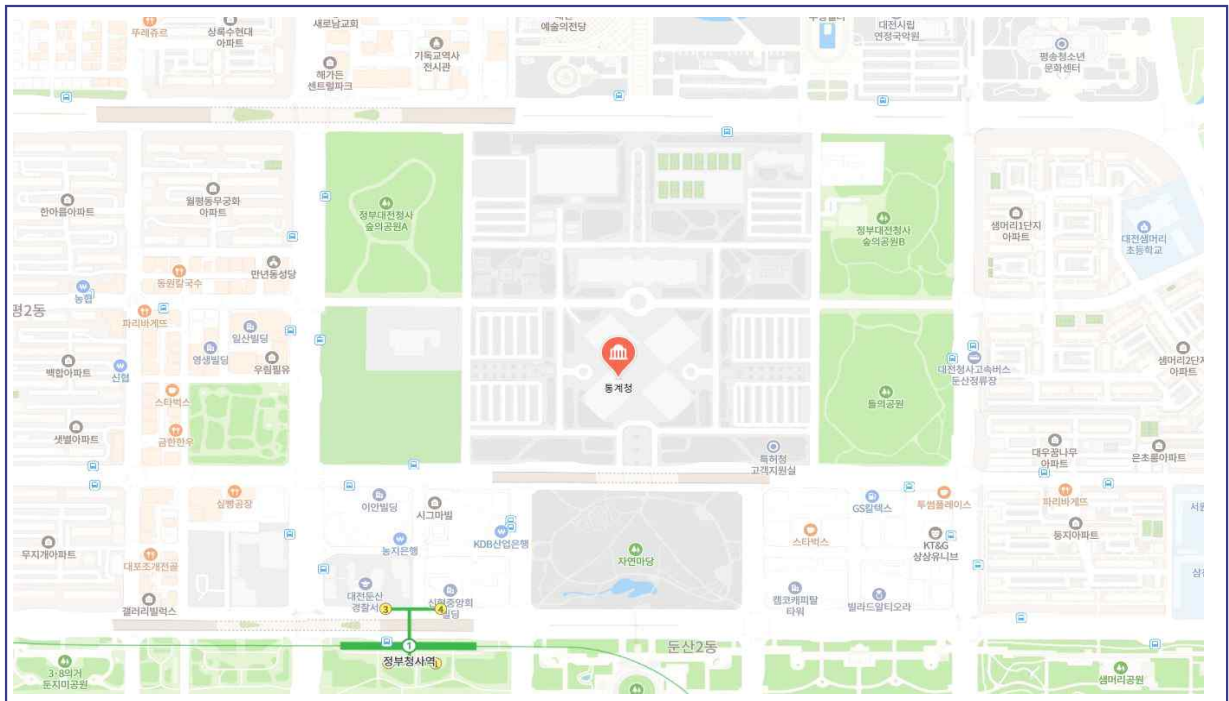 뚜레쥬르
상록수현대
아파트
새로남교회
기독교역사
전시관
해가든
센트럴파크
예술의전당
대전시립
연정국악원
평송청소년
문화센터
한아름아파트
월평동무궁화
아파트
정부대전청사
숲의공원A
정부대전청사
숲의공원B
샘머리1단지
아파트
대전샘머리
초등학교
만년동성당
동원칼국수
농협
평2동
파리바게뜨
일산빌딩
영생빌딩
우림필유
백합아파트
신협
스타벅스
통계청
대전청사고속버스
둔산정류장
샘머리2단지
아파트
들의공원
샛별아파트
금한한우
특허청
고객지원실
대우꿈나무
아파트
은초롱아파트
심빵공장
이안빌딩
시그마빌
GS칼텍스
투썸플레이스
파리바게뜨
서원
무지개아파트
농지은행
KDB산업은행
자연마당
스타벅스
KT&G
상상유니브
둥지아파트
대포조개전골
삼천
대전둔산
경찰서
신협중앙회
빌딩
캠코캐피탈
타워
빌라드알티오라
갤러리빌럭스
3
4
1
정부청사역
둔산2동
3·8의거
둔지미공원
샘머리공원